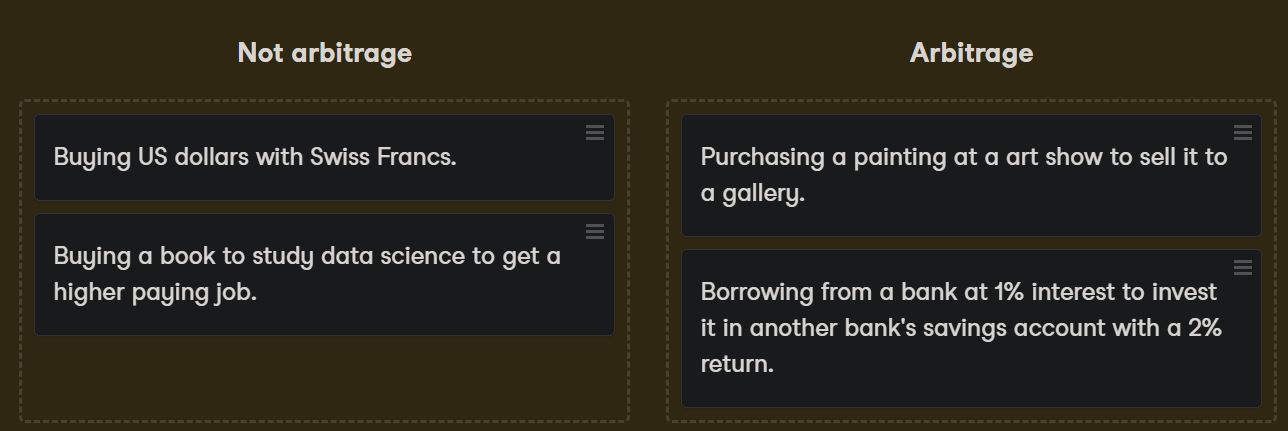 Not arbitrage
Buying US dollars with Swiss Francs.
Buying a book to study data science to get a
higher paying job.
Arbitrage
Purchasing a painting at a art show to sell it to
a gallery.
Borrowing from a bank at 1% interest to invest
it in another bank's savings account with a 2%
return.